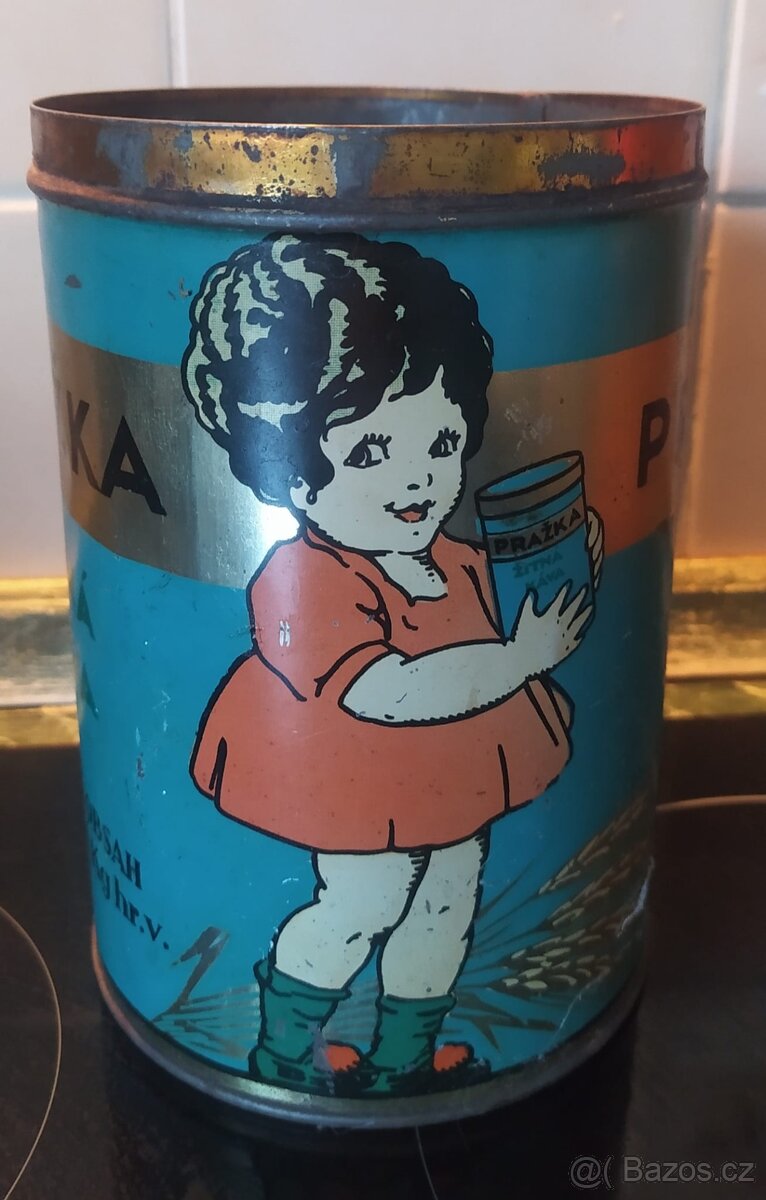 KA
P
PRAŽKA
ŽITNÁ
KÁVA
OBSAH
Kg hr.v.
@( Bazos.cz